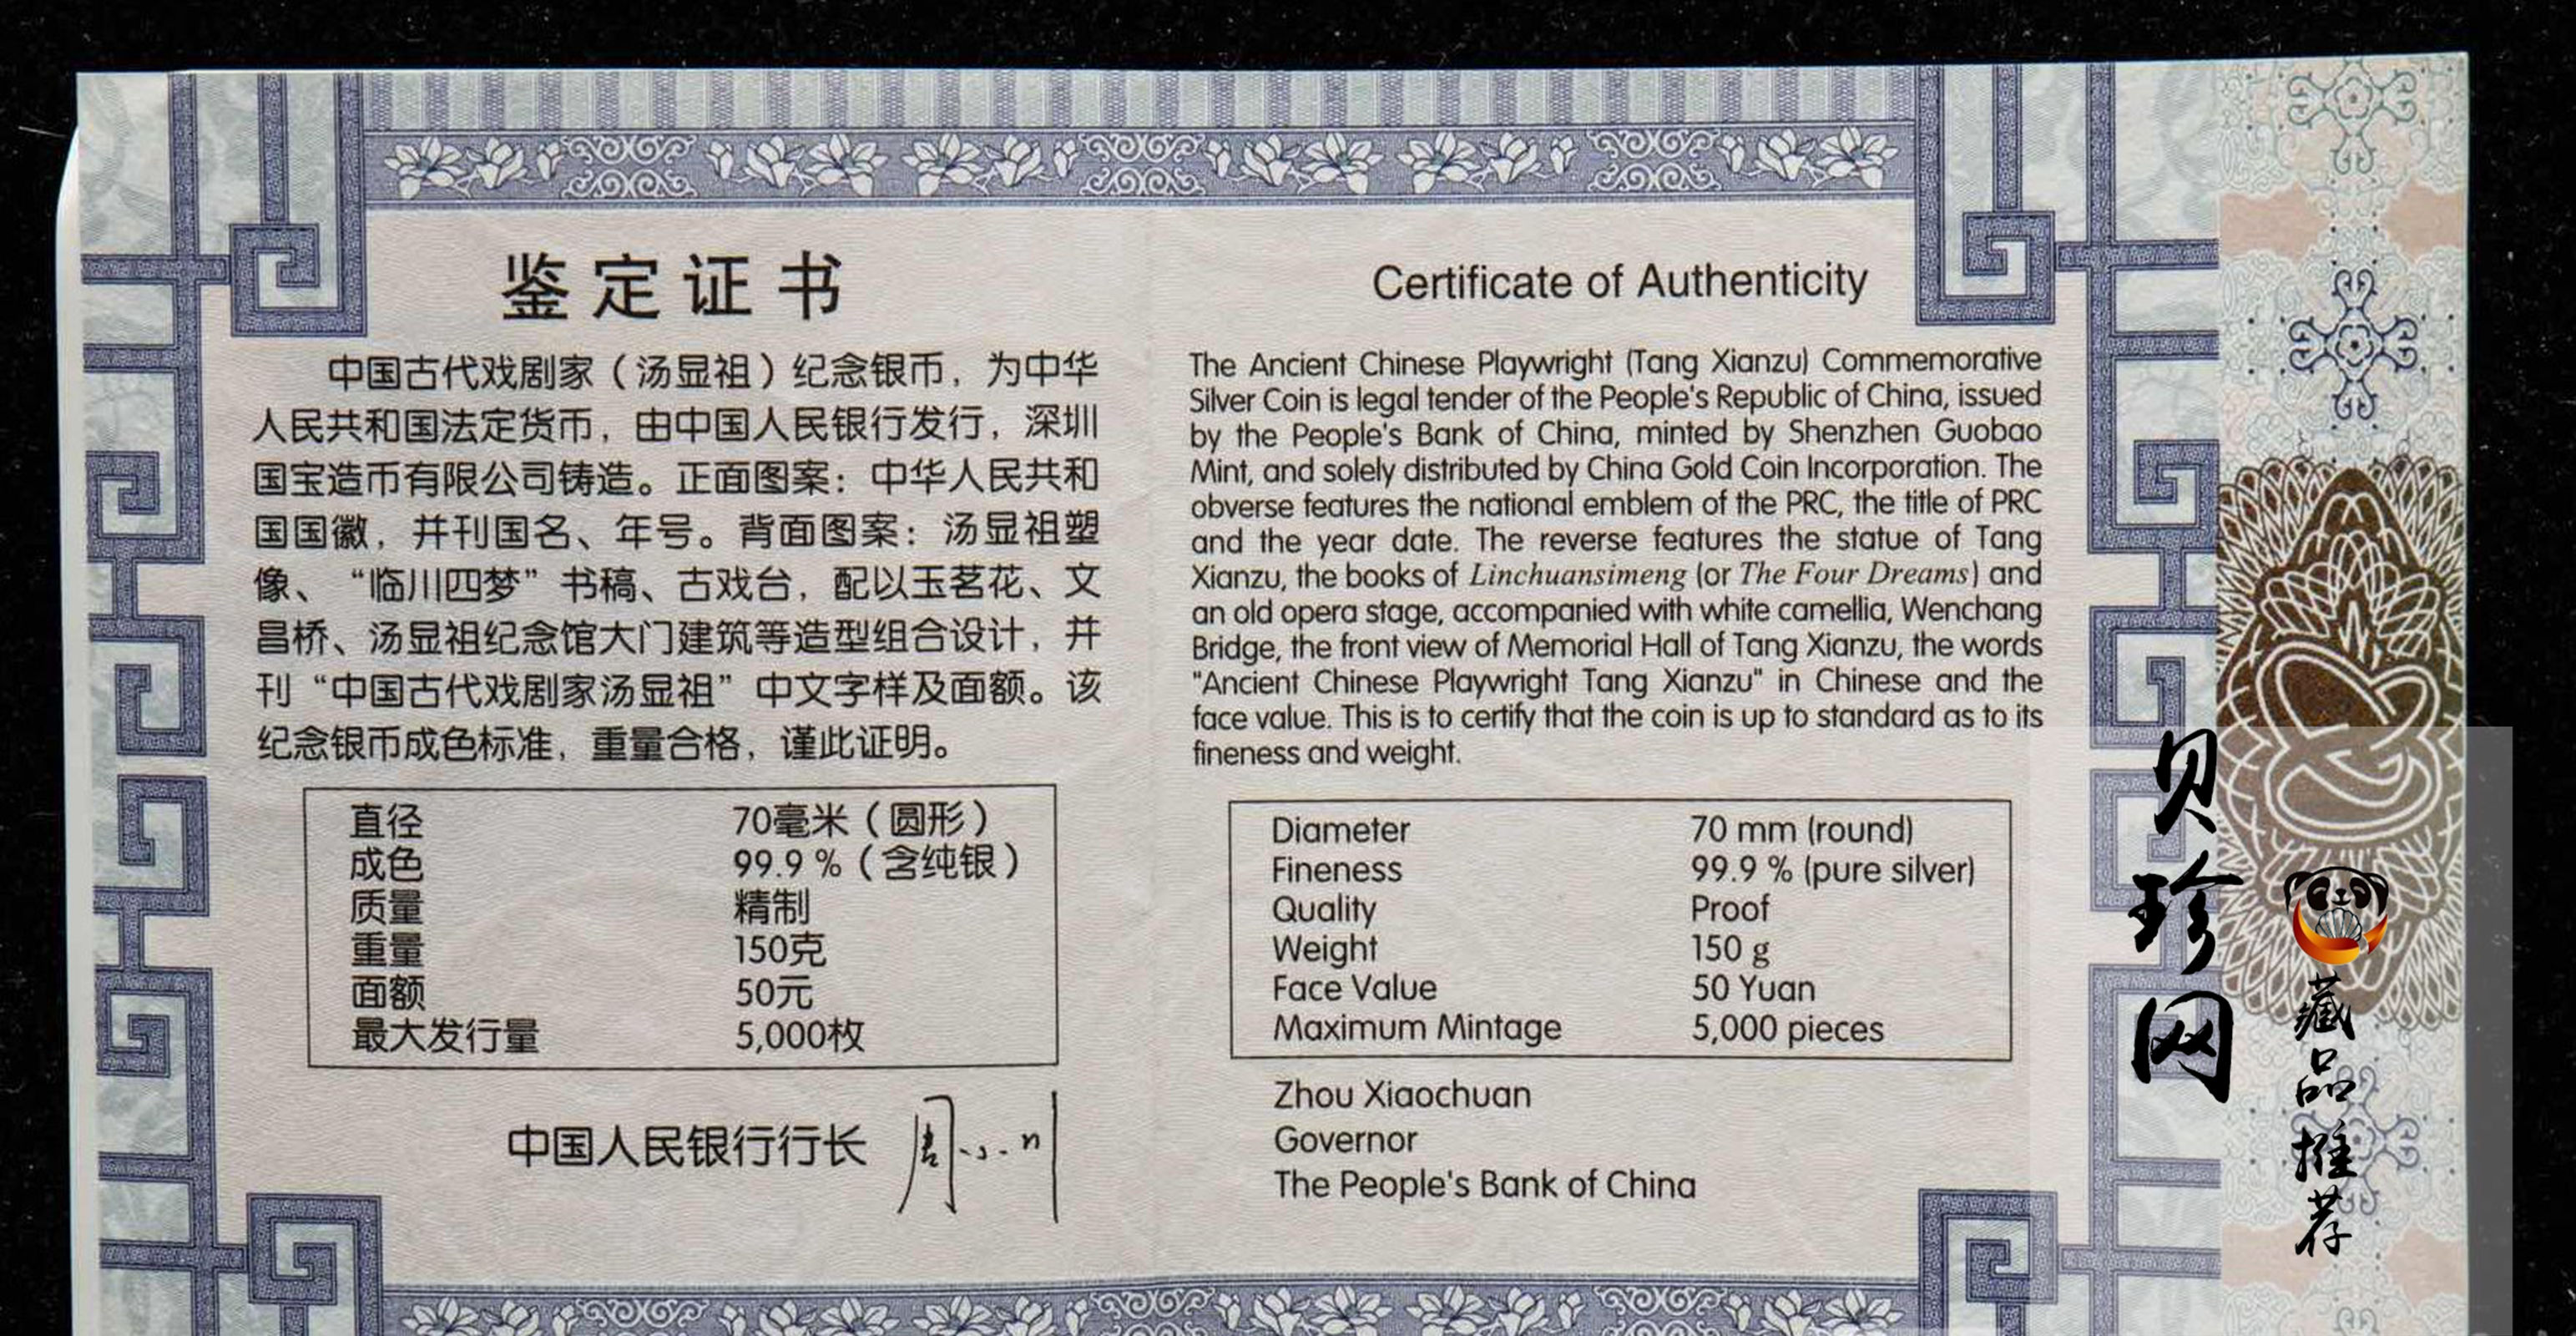 鉴定证书
中国古代戏剧家（汤显祖）纪念银币，为中华
人民共和国法定货币，由中国人民银行发行，深圳
国宝造币有限公司铸造。正面图案：中华人民共和
国国徽，并刊国名、年号。背面图案：汤显祖塑
像、“临川四梦”书稿、古戏台，配以玉茗花、文
昌桥、汤显祖纪念馆大门建筑等造型组合设计，并
刊“中国古代戏剧家汤显祖”中文字样及面额。该
纪念银币成色标准，重量合格，谨此证明。
直径 70毫米（圆形）
成色 99.9％（含纯银）
质量 精制
重量 150克
面额 50元
最大发行量 5,000枚
中国人民银行行长 周小川
Certificate of Authenticity
The Ancient Chinese Playwright (Tang Xianzu) Commemorative
Silver Coin is legal tender of the People's Republic of China, issued
by the People's Bank of China, minted by Shenzhen Guobao
Mint, and solely distributed by China Gold Coin Incorporation. The
obverse features the national emblem of the PRC, the title of PRC
and the year date. The reverse features the statue of Tang
Xianzu, the books of Linchuansimeng (or The Four Dreams) and
an old opera stage, accompanied with white camellia, Wenchang
Bridge, the front view of Memorial Hall of Tang Xianzu, the words
"Ancient Chinese Playwright Tang Xianzu" in Chinese and the
face value. This is to certify that the coin is up to standard as to its
fineness and weight.
Diameter 70 mm (round)
Fineness 99.9 % (pure silver)
Quality Proof
Weight 150 g
Face Value 50 Yuan
Maximum Mintage 5,000 pieces
Zhou Xiaochuan
Governor
The People's Bank of China
贝珍网
藏品推荐